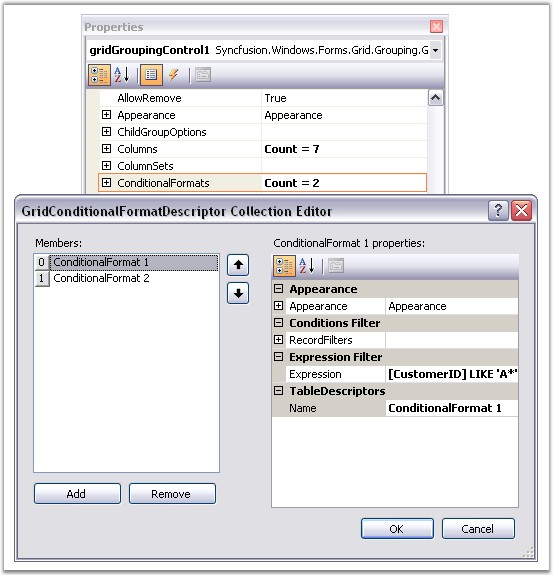 Properties
gridGroupingControl1 Syncfusion.Windows.Forms.Grid.Grouping.G
AllowRemove True
Appearance Appearance
ChildGroupOptions
Columns Count = 7
ColumnSets
ConditionalFormats Count = 2
GridConditionalFormatDescriptor Collection Editor
Members:
0 ConditionalFormat 1
1 ConditionalFormat 2
Add Remove
ConditionalFormat 1 properties:
Appearance
Appearance Appearance
Conditions Filter
RecordFilters
Expression Filter
Expression [CustomerID] LIKE 'A*'
TableDescriptors
Name ConditionalFormat 1
OK Cancel